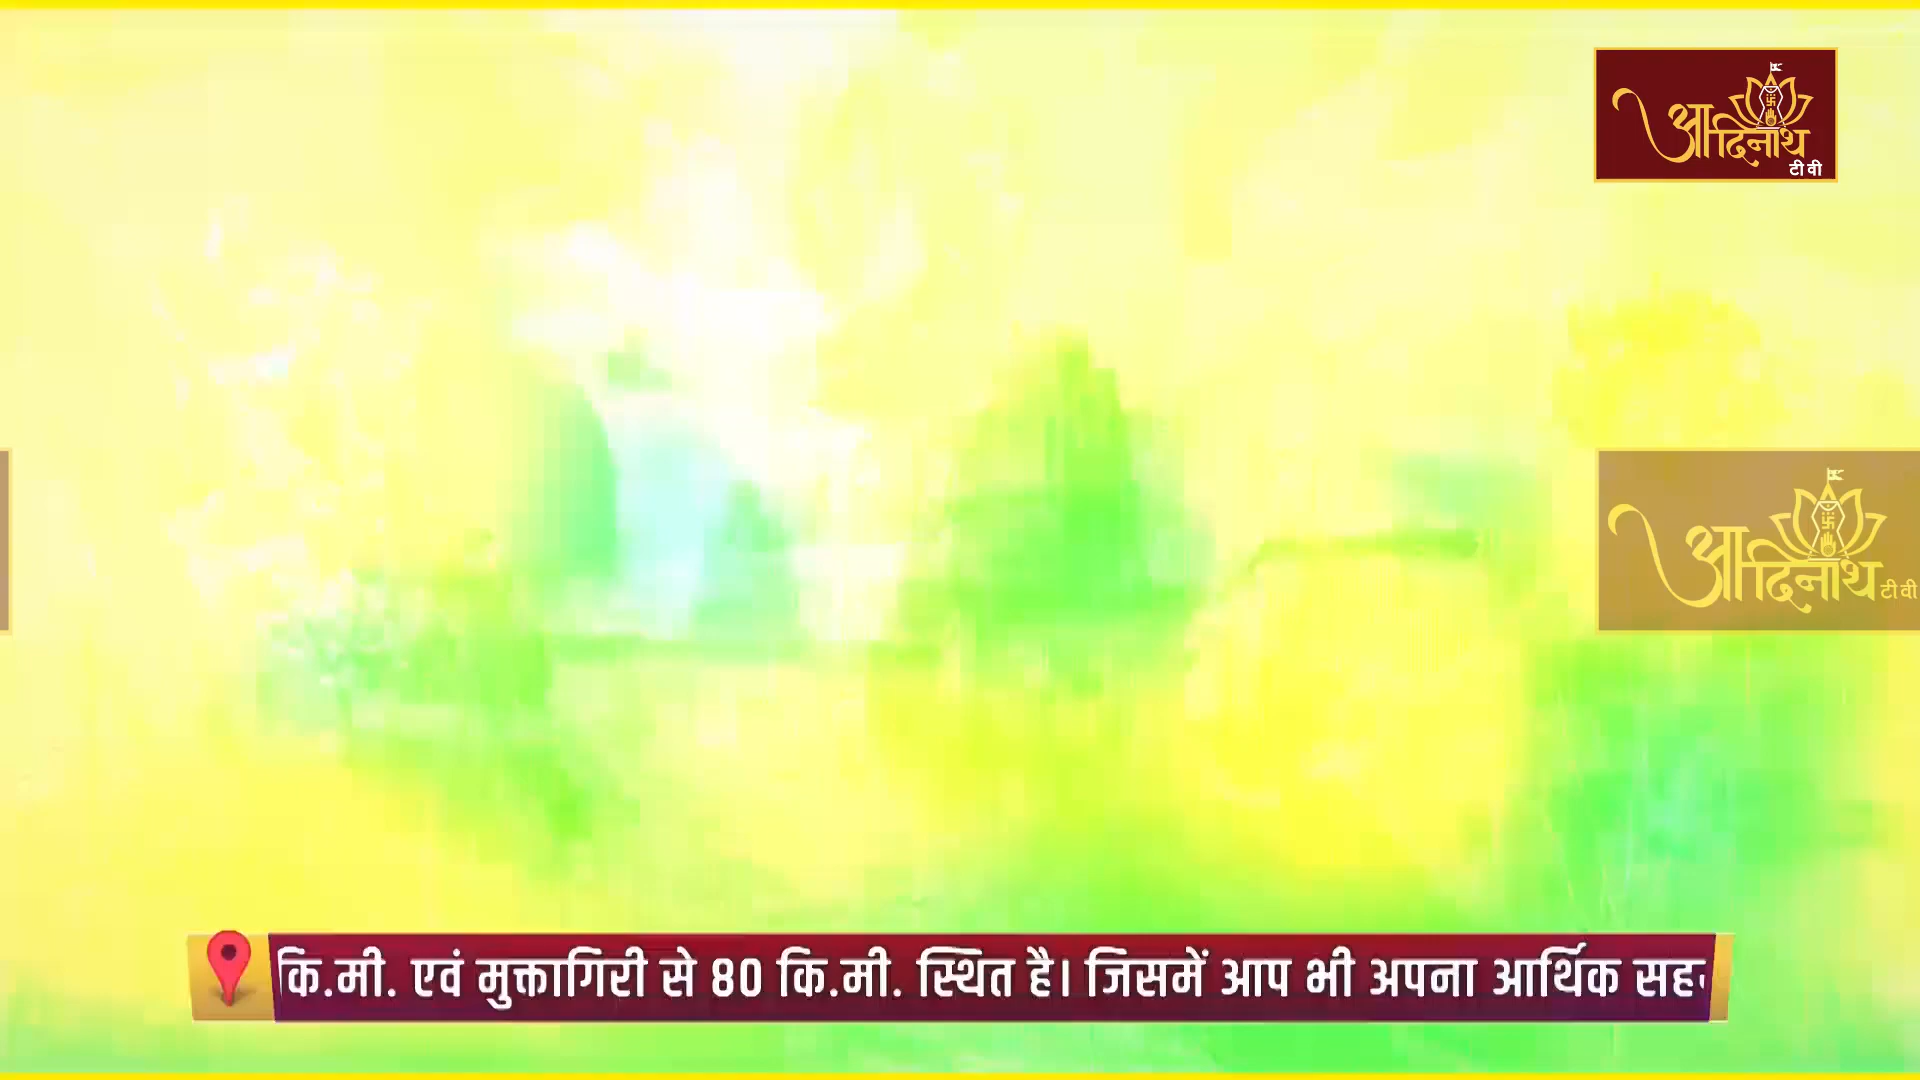 आदिनाथ
टी वी
आदिनाथ टी वी
कि.मी. एवं मुक्तागिरी से 80 कि.मी. स्थित है। जिसमें आप भी अपना आर्थिक